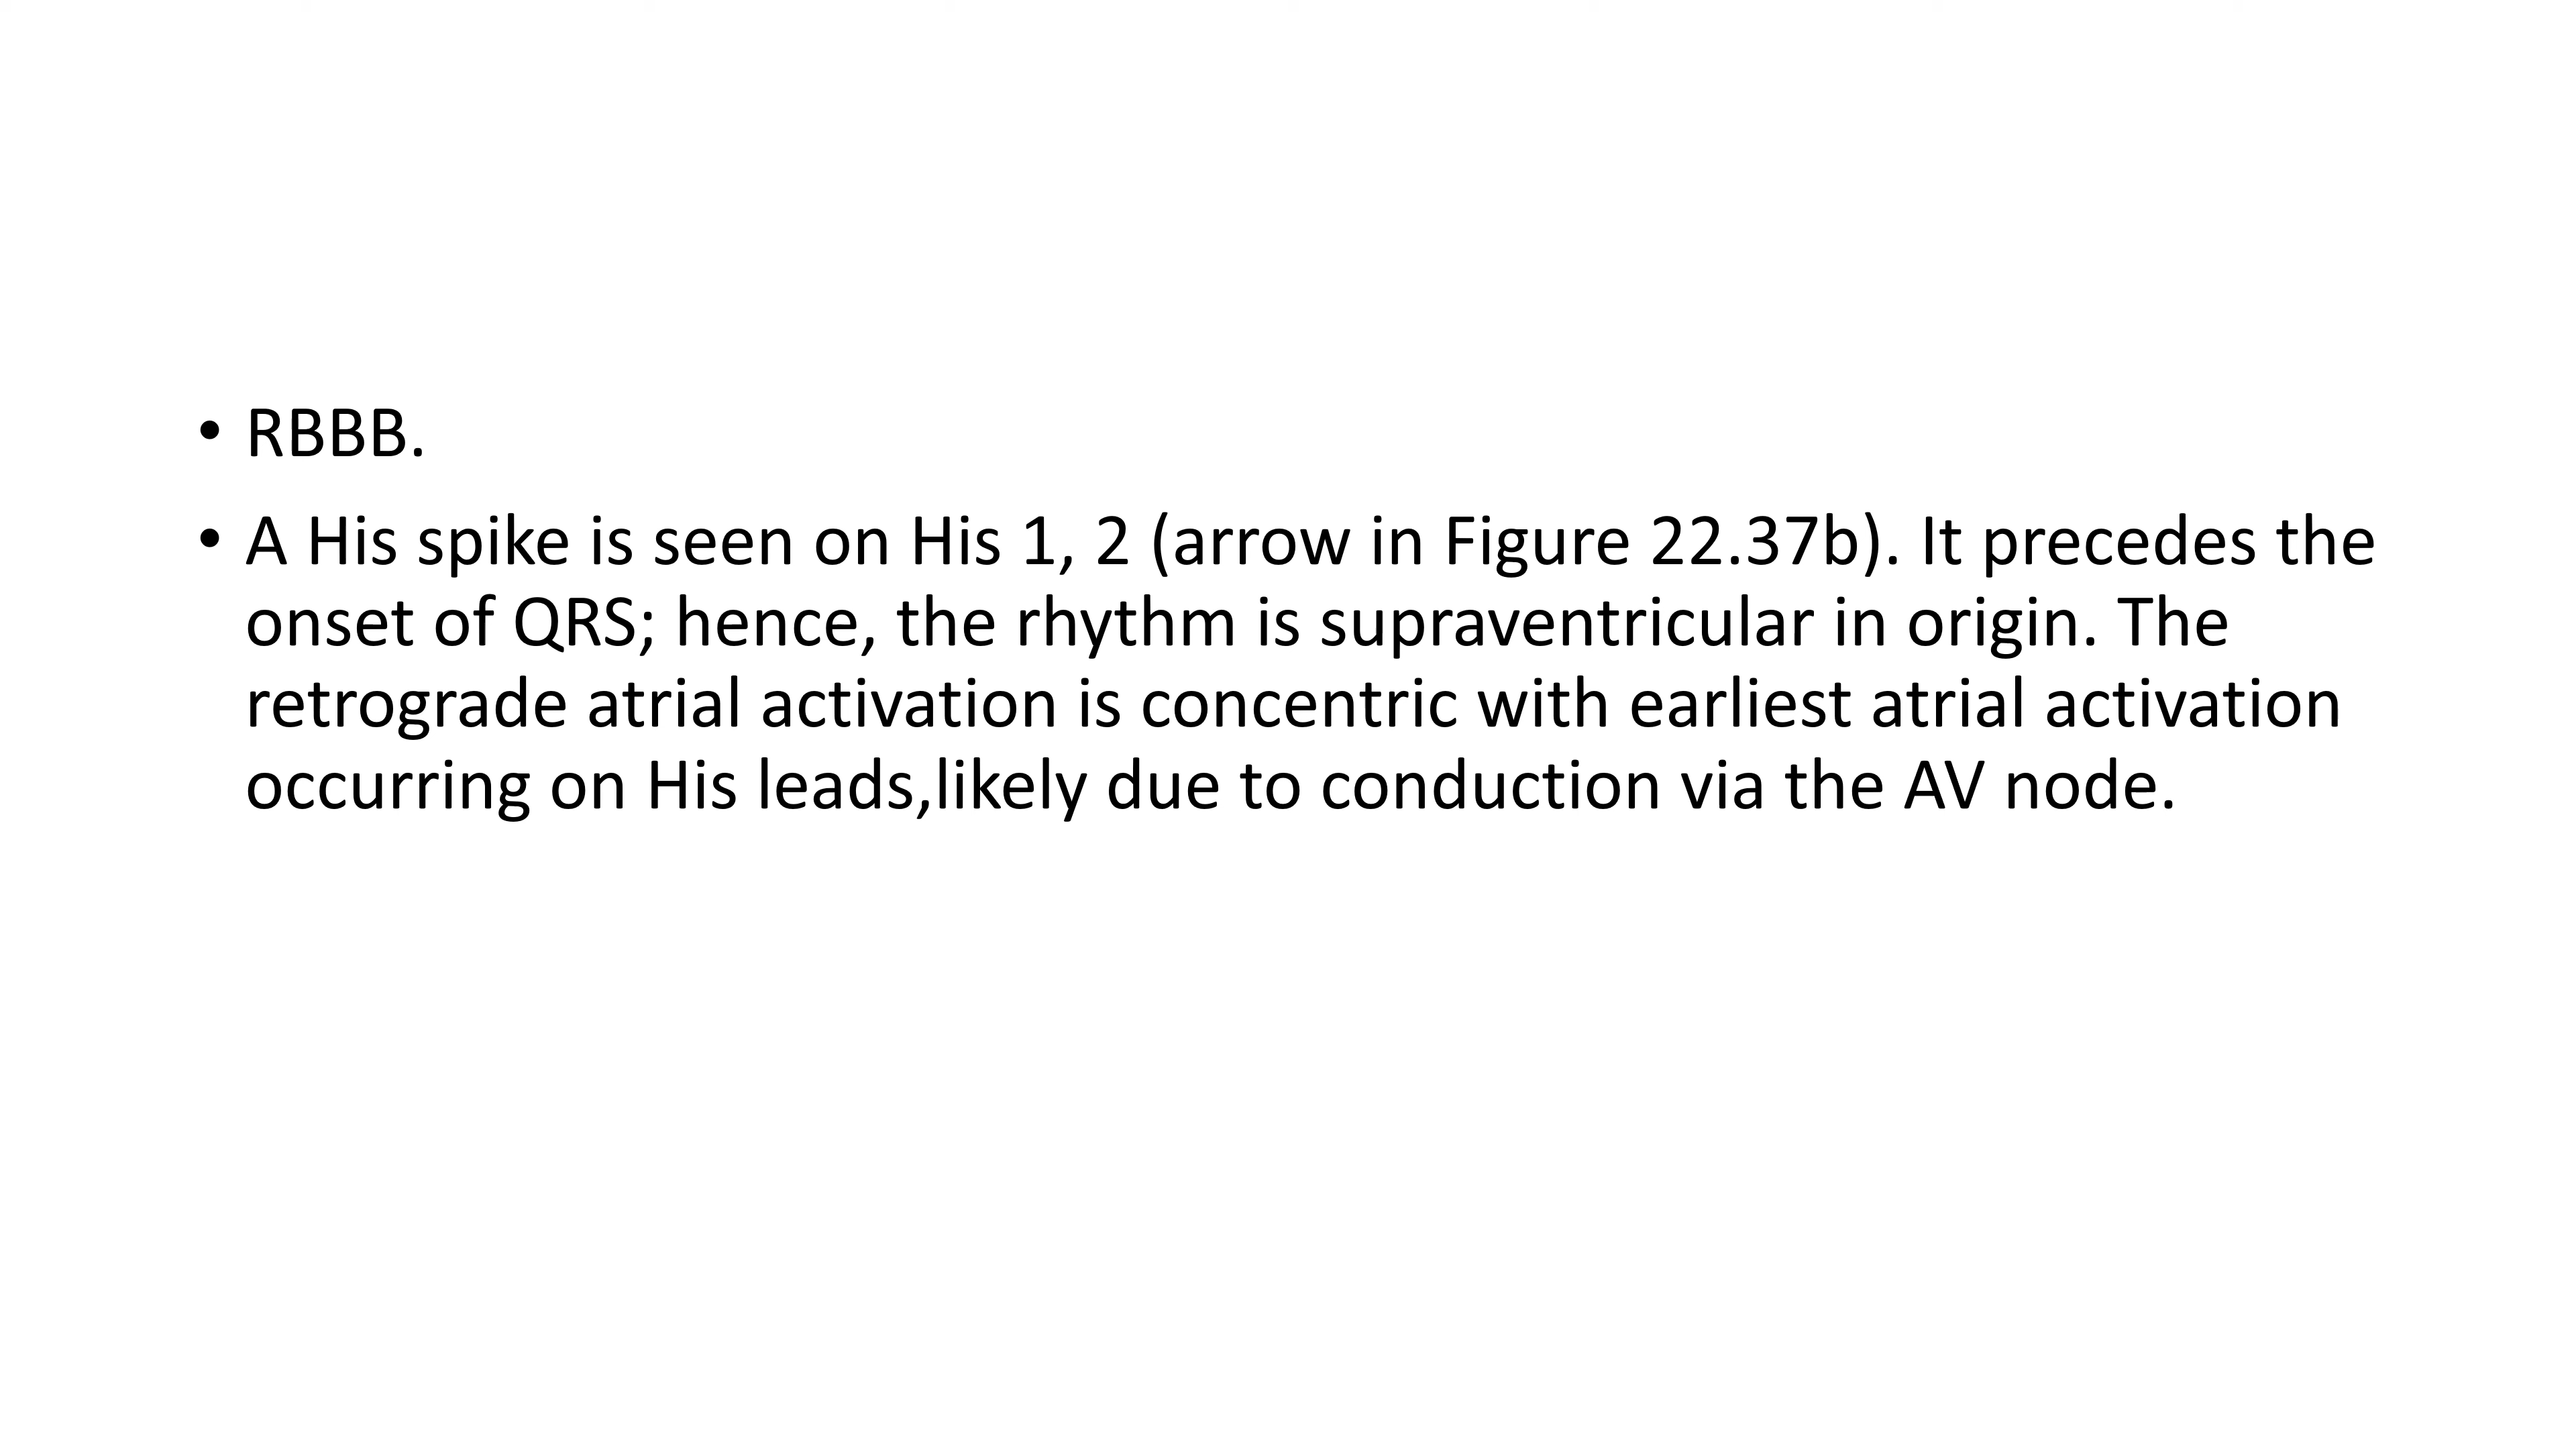 • RBBB.
• A His spike is seen on His 1, 2 (arrow in Figure 22.37b). It precedes the
onset of QRS; hence, the rhythm is supraventricular in origin. The
retrograde atrial activation is concentric with earliest atrial activation
occurring on His leads,likely due to conduction via the AV node.